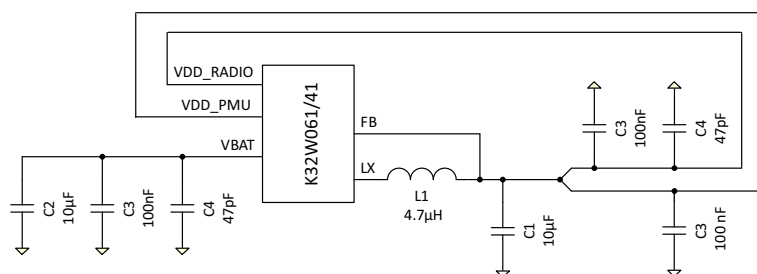 VDD_RADIO
VDD_PMU
VBAT
K32W061/41
FB
LX
L1
4.7µH
C2
10µF
C3
100nF
C4
47pF
C1
10µF
C3
100nF
C4
47pF
C3
100 nF